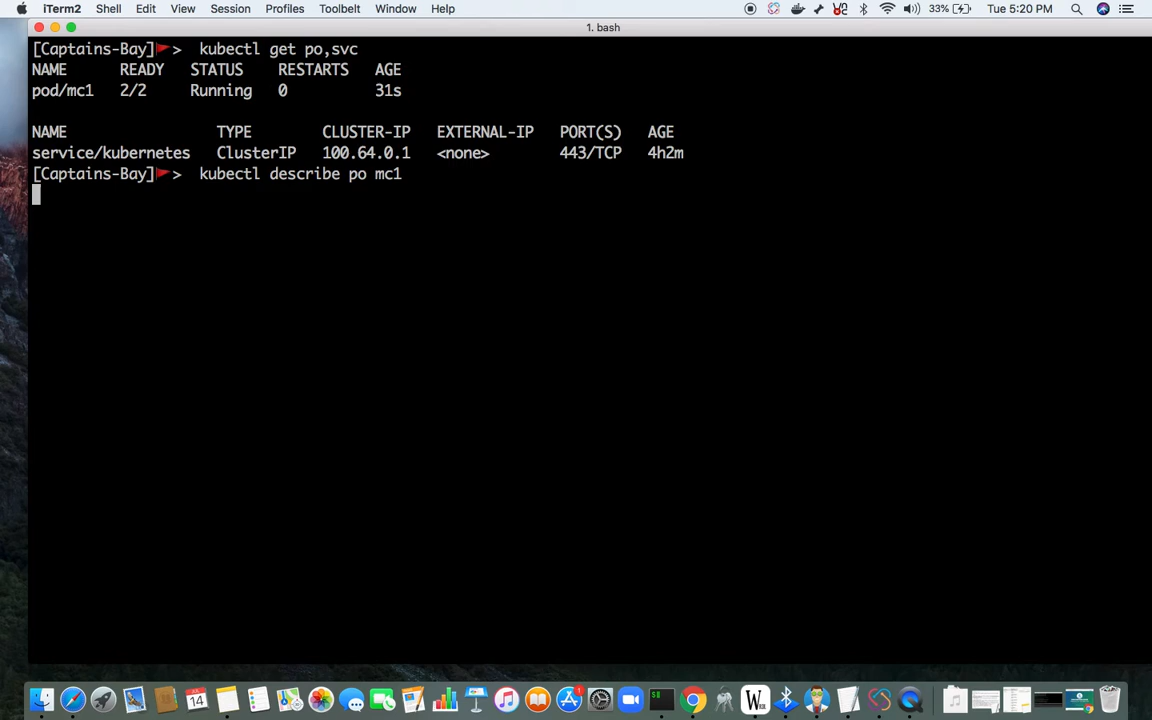 iTerm2 Shell Edit View Session Profiles Toolbelt Window Help 33% Tue 5:20 PM
1. bash
[Captains-Bay]> kubectl get po,svc
NAME READY STATUS RESTARTS AGE
pod/mc1 2/2 Running 0 31s
NAME TYPE CLUSTER-IP EXTERNAL-IP PORT(S) AGE
service/kubernetes ClusterIP 100.64.0.1 <none> 443/TCP 4h2m
[Captains-Bay]> kubectl describe po mc1
14 1 W